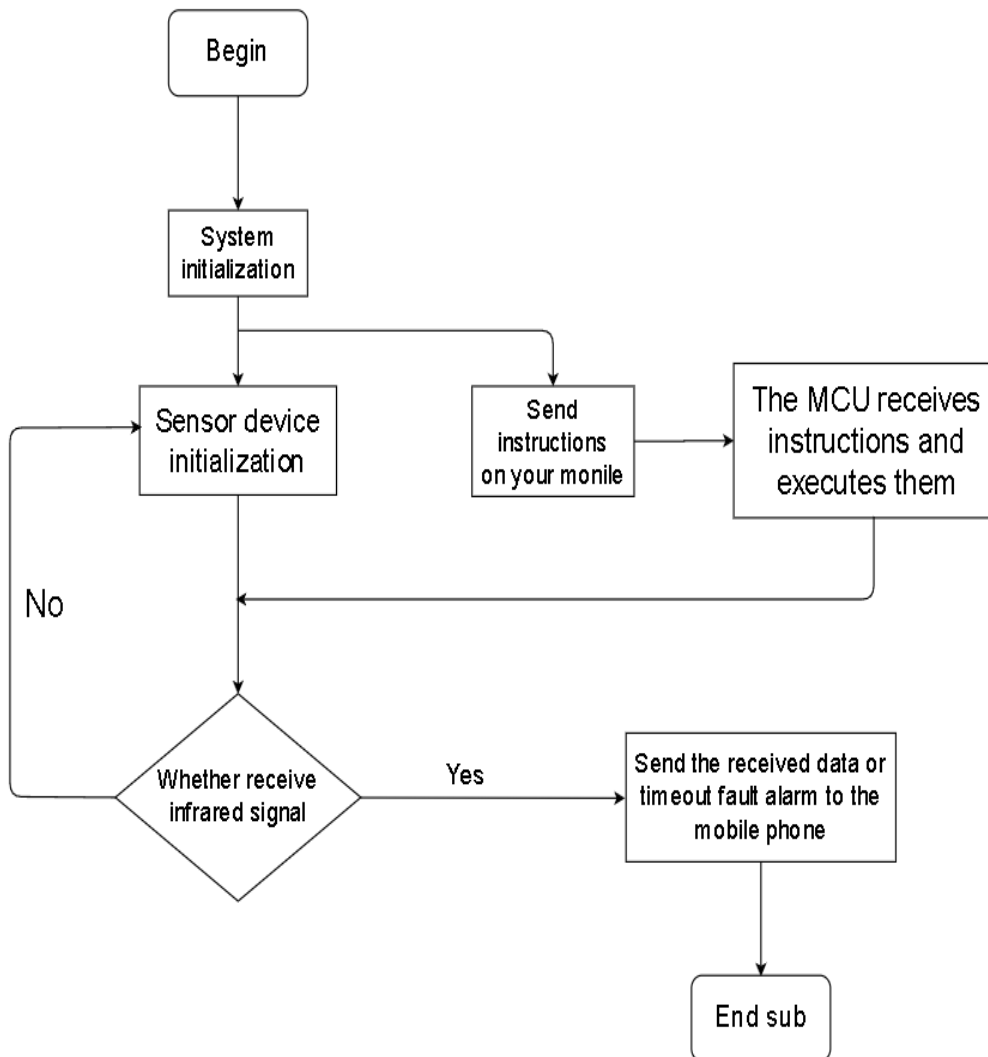 Begin
System
initialization
Sensor device
initialization
Send
instructions
on your monile
The MCU receives
instructions and
executes them
No
Whether receive
infrared signal
Yes
Send the received data or
timeout fault alarm to the
mobile phone
End sub